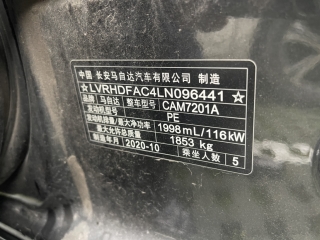 中国 长安马自达汽车有限公司 制造
★LVRHDFAC4LN096441★
品牌 马自达 整车型号 CAM7201A
发动机型号 PE
发动机排量/最大净功率 1998 mL/116kW
最大允许总质量 1853 kg
制造年月 2020-10 乘坐人数 5